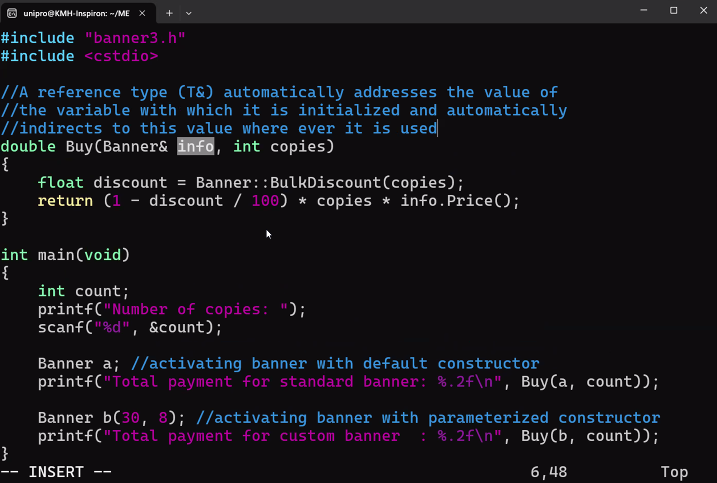 unipro@KMH-Inspiron: ~/ME
#include "banner3.h"
#include <cstdio>
//A reference type (T&) automatically addresses the value of
//the variable with which it is initialized and automatically
//indirects to this value where ever it is used
double Buy(Banner& info, int copies)
{
    float discount = Banner::BulkDiscount(copies);
    return (1 - discount / 100) * copies * info.Price();
}
int main(void)
{
    int count;
    printf("Number of copies: ");
    scanf("%d", &count);
    Banner a; //activating banner with default constructor
    printf("Total payment for standard banner: %.2f\n", Buy(a, count));
    Banner b(30, 8); //activating banner with parameterized constructor
    printf("Total payment for custom banner  : %.2f\n", Buy(b, count));
}
-- INSERT -- 6,48 Top